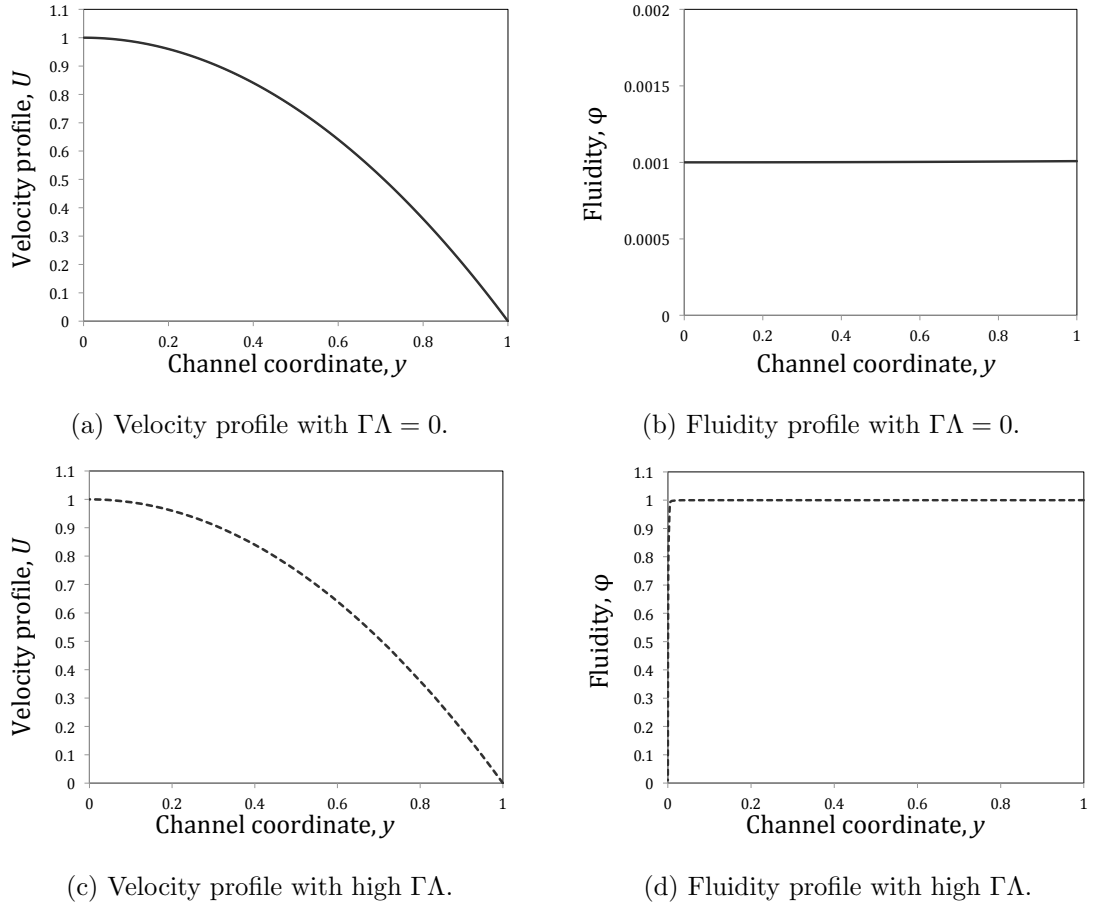 1.1
1
0.9
0.8
0.7
0.6
0.5
0.4
0.3
0.2
0.1
0
Velocity profile, U
0 0.2 0.4 0.6 0.8 1
Channel coordinate, y
(a) Velocity profile with ΓΛ = 0.
0.002
0.0015
0.001
0.0005
0
Fluidity, φ
0 0.2 0.4 0.6 0.8 1
Channel coordinate, y
(b) Fluidity profile with ΓΛ = 0.
1.1
1
0.9
0.8
0.7
0.6
0.5
0.4
0.3
0.2
0.1
0
Velocity profile, U
0 0.2 0.4 0.6 0.8 1
Channel coordinate, y
(c) Velocity profile with high ΓΛ.
1.1
1
0.9
0.8
0.7
0.6
0.5
0.4
0.3
0.2
0.1
0
Fluidity, φ
0 0.2 0.4 0.6 0.8 1
Channel coordinate, y
(d) Fluidity profile with high ΓΛ.